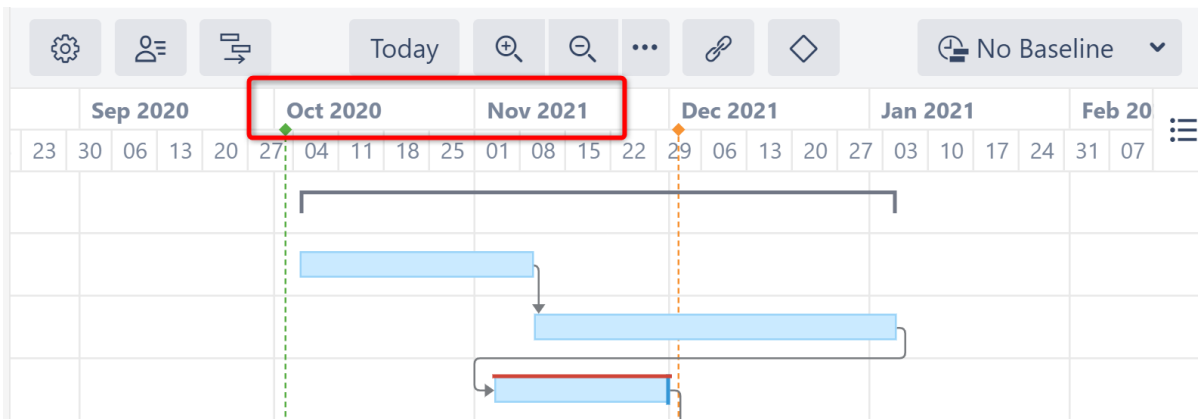 Today No Baseline
Sep 2020 Oct 2020 Nov 2021 Dec 2021 Jan 2021 Feb 20
23 30 06 13 20 27 04 11 18 25 01 08 15 22 29 06 13 20 27 03 10 17 24 31 07